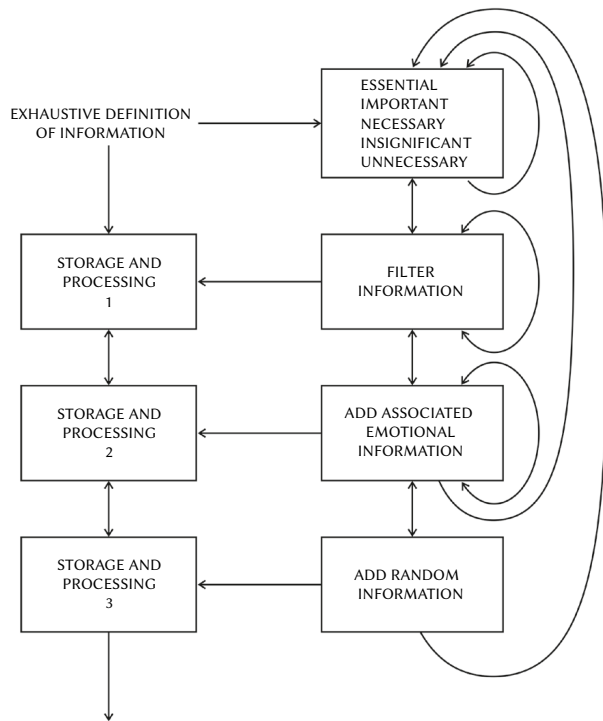 EXHAUSTIVE DEFINITION
OF INFORMATION
ESSENTIAL
IMPORTANT
NECESSARY
INSIGNIFICANT
UNNECESSARY
STORAGE AND
PROCESSING
1
FILTER
INFORMATION
STORAGE AND
PROCESSING
2
ADD ASSOCIATED
EMOTIONAL
INFORMATION
STORAGE AND
PROCESSING
3
ADD RANDOM
INFORMATION